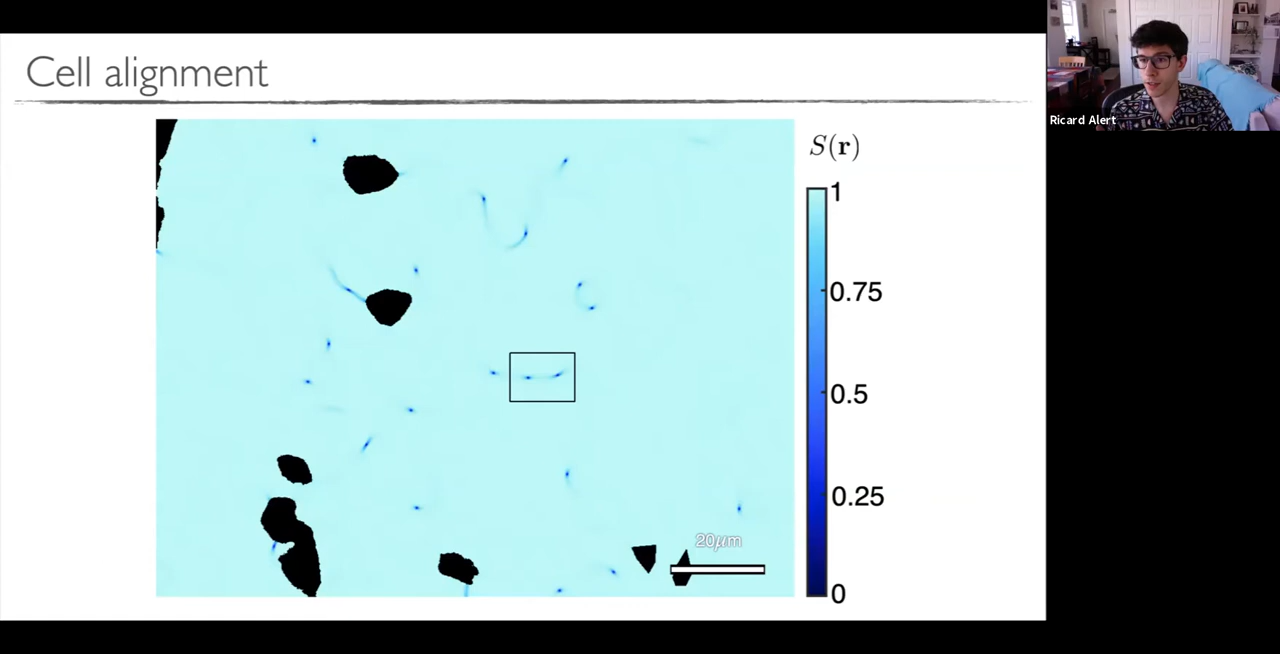 Cell alignment
Ricard Alert
S(r)
1
0.75
0.5
0.25
0
20μm